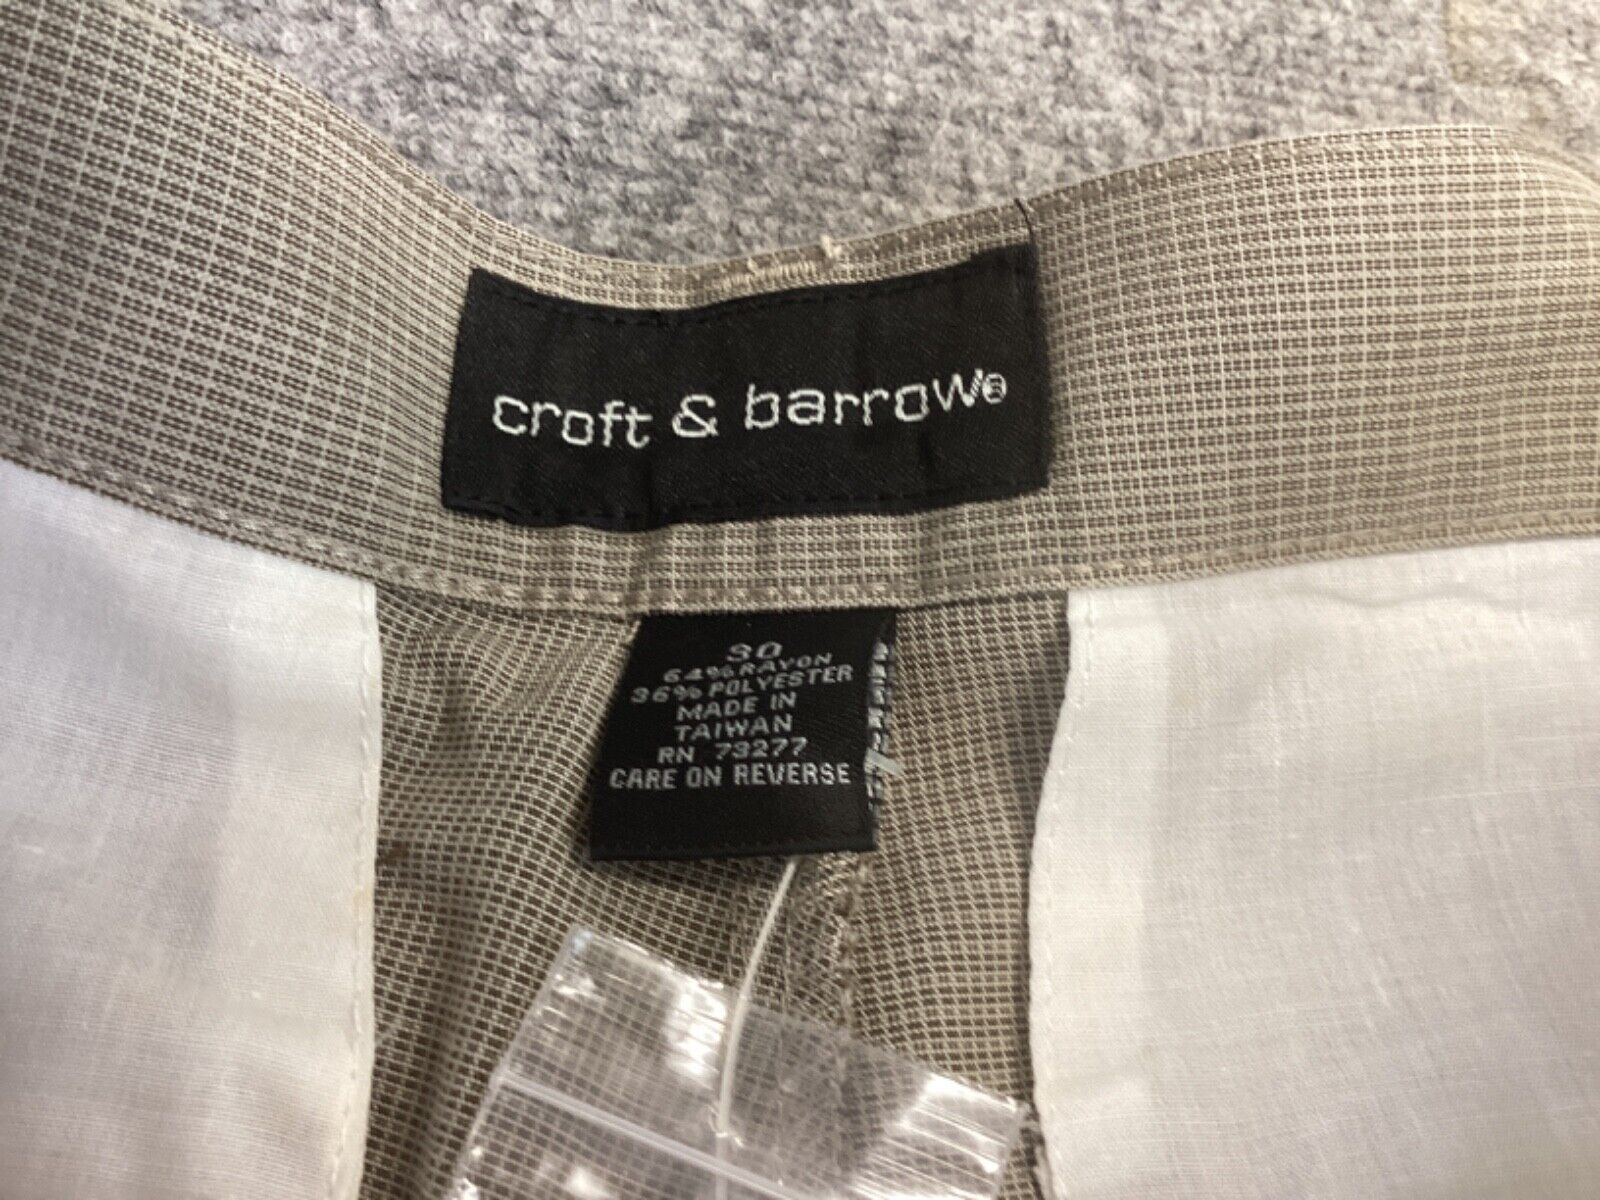 croft & barrow®
30
64% RAYON
36% POLYESTER
MADE IN
TAIWAN
RN 73277
CARE ON REVERSE